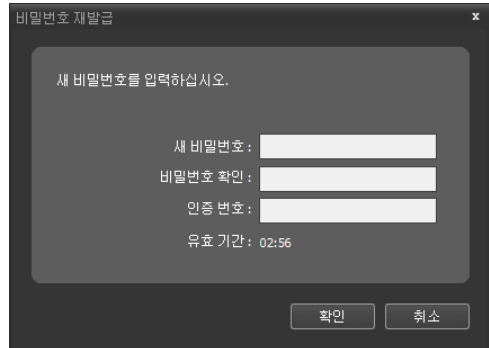 비밀번호 재발급 x
새 비밀번호를 입력하십시오.
새 비밀번호 :
비밀번호 확인 :
인증 번호 :
유효 기간 : 02:56
확인 취소